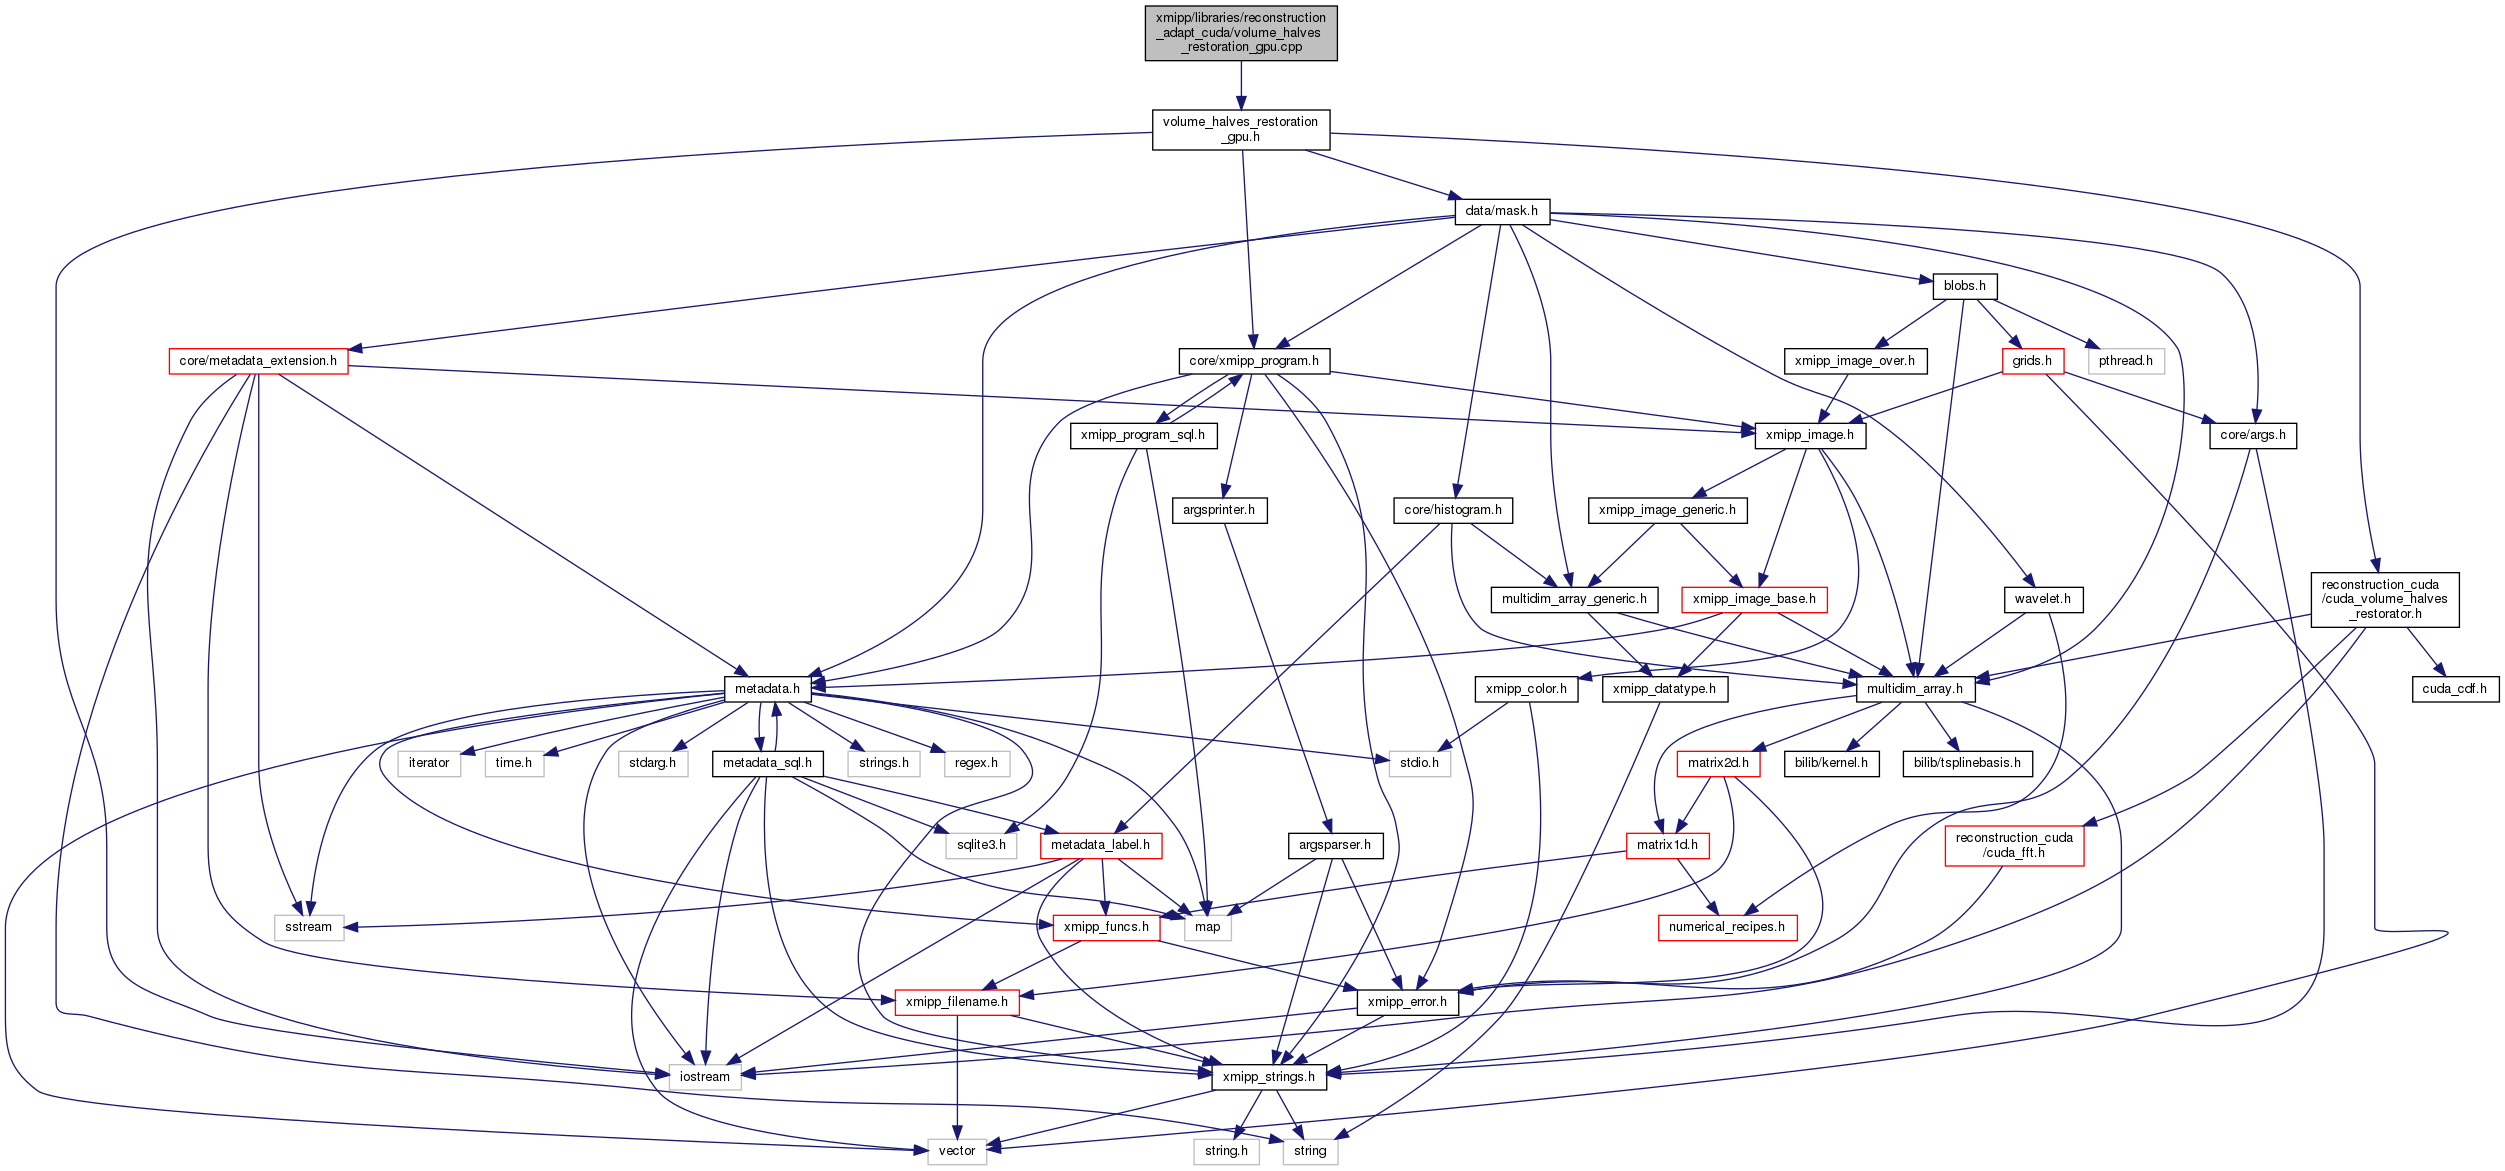 xmipp/libraries/reconstruction
_adapt_cuda/volume_halves
_restoration_gpu.cpp
volume_halves_restoration
_gpu.h
data/mask.h
blobs.h
core/metadata_extension.h
core/xmipp_program.h
xmipp_image_over.h
grids.h
pthread.h
xmipp_program_sql.h
xmipp_image.h
core/args.h
argsprinter.h
core/histogram.h
xmipp_image_generic.h
multidim_array_generic.h
xmipp_image_base.h
wavelet.h
reconstruction_cuda
/cuda_volume_halves
_restorator.h
metadata.h
xmipp_color.h
xmipp_datatype.h
multidim_array.h
cuda_cdf.h
iterator
time.h
stdarg.h
metadata_sql.h
strings.h
regex.h
stdio.h
matrix2d.h
bilib/kernel.h
bilib/tsplinebasis.h
sqlite3.h
metadata_label.h
argsparser.h
matrix1d.h
reconstruction_cuda
/cuda_fft.h
sstream
xmipp_funcs.h
map
numerical_recipes.h
xmipp_filename.h
xmipp_error.h
iostream
xmipp_strings.h
vector
string.h
string